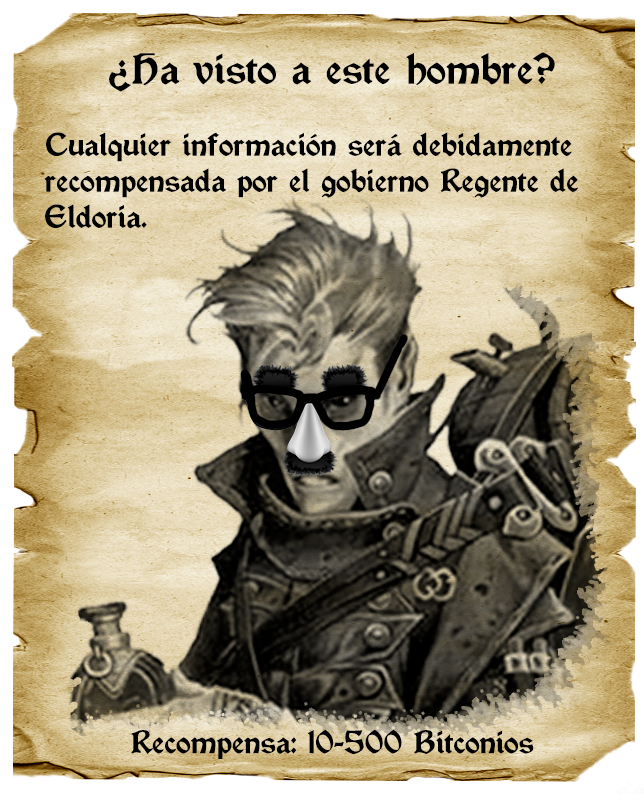 ¿Ha visto a este hombre?
Cualquier información será debidamente
recompensada por el gobierno Regente de
Eldoria.
Recompensa: 10-500 Bitconios